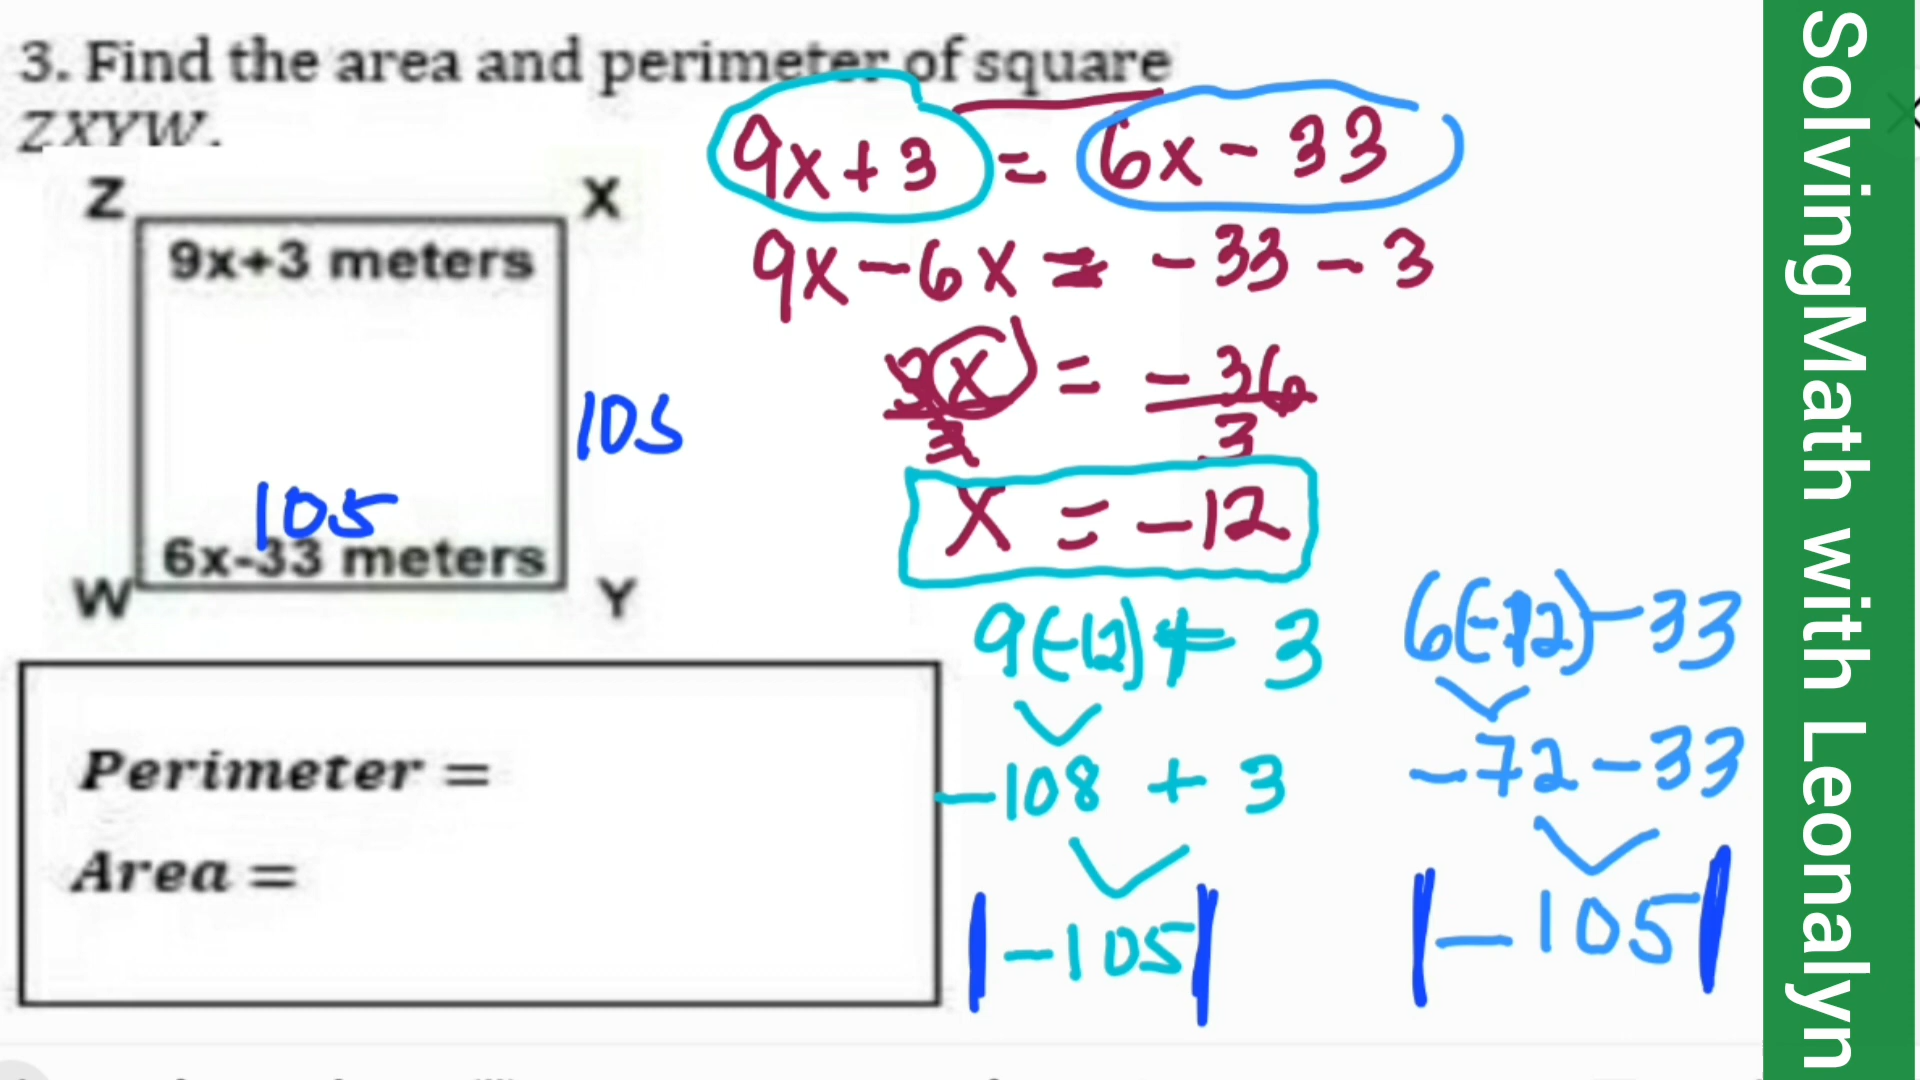 3. Find the area and perimeter of square
ZXYW.
9x+3 = 6x-33
Z X
9x+3 meters
9x-6x = -33-3
3x = -36
3 3
105
105
x = -12
6x-33 meters
W Y
9(-12)+3
6(-12)-33
Perimeter =
-108 + 3
-72-33
Area =
|-105|
|-105|
SolvingMath with Leonalyn